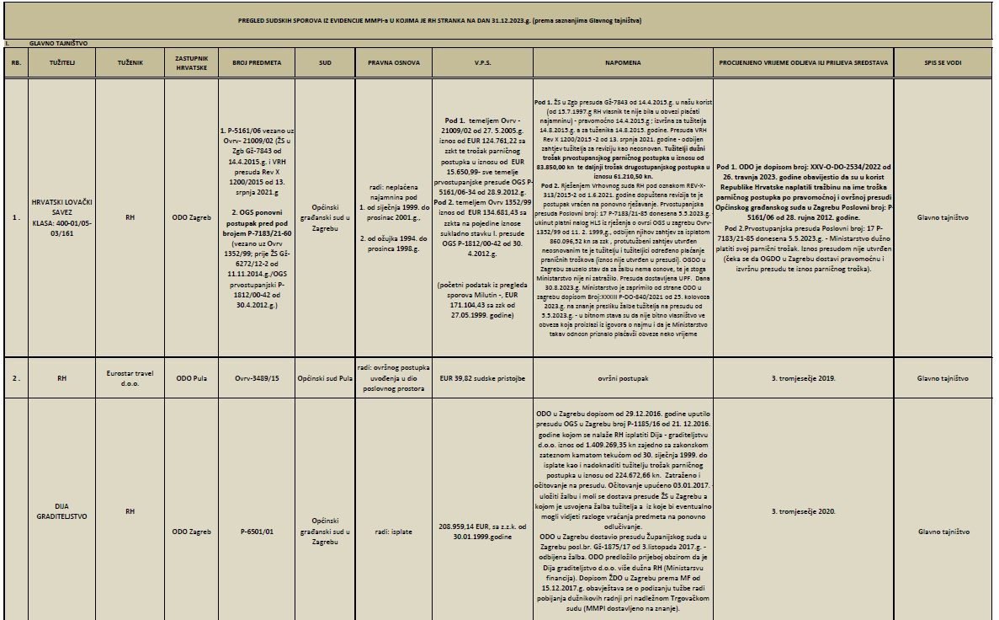 PREGLED SUDSKIH SPOROVA IZ EVIDENCIJE MMPI-a U KOJIMA JE RH STRANKA NA DAN 31.12.2023.g. (prema saznanjima Glavnog tajništva)
I. GLAVNO TAJNIŠTVO
RB.
TUŽITELJ
TUŽENIK
ZASTUPNIK
HRVATSKE
BROJ PREDMETA
SUD
PRAVNA OSNOVA
V.P.S.
NAPOMENA
PROCIJENJENO VRIJEME ODLJEVA ILI PRILJEVA SREDSTAVA
SPIS SE VODI
1.
HRVATSKI LOVAČKI
SAVEZ
KLASA: 400-01/05-
03/161
RH
ODO Zagreb
1. P-5161/06 vezano uz
Ovrv- 21009/02 (ŽS u
Zgb Gž-7843 od
14.4.2015.g. i VRH
presuda Rev X
1200/2015 od 13.
srpnja 2021.g
2. OGS ponovni
postupak pred pod
brojem P-7183/21-60
(vezano uz Ovrv
1352/99; prije ŽS Gž-
6272/12-2 od
11.11.2014.g./OGS
prvostupanjski P-
1812/00-42 od
30.4.2012.g.)
Općinski
građanski sud u
Zagrebu
radi: neplaćena
najamnina pod
1. od siječnja 1999. do
prosinac 2001.g.,
2. od ožujka 1994. do
prosinca 1998.g.
Pod 1. temeljem Ovrv -
21009/02 od 27. 5.2005.g.
iznos od EUR 124.761,22 sa
zzkt te trošak parničnog
postupka u iznosu od EUR
15.650,99- sve temelje
prvostupanjske presude OGS P-
5161/06-34 od 28.9.2012.g.
Pod 2. temeljem Ovrv 1352/99
iznos od EUR 134.681,43 sa
zzkta na pojedine iznose
sukladno stavku I. presude
OGS P-1812/00-42 od 30.
4.2012.g.
(početni podatak iz pregleda
sporova Milutin -, EUR
171.104,43 sa zzk od
27.05.1999. godine)
Pod 1. ŽS u Zgb presuda Gž-7843 od 14.4.2015.g. u našu korist
(od 15.7.1997.g RH vlasnik te nije bila u obvezi plaćati
najamninu) - pravomoćno 14.4.2015.g ; izvršna za tužitelja
14.8.2015.g. a za tuženika 14.8.2015. godine. Presuda VRH
Rev X 1200/2015 -2 od 13. srpnja 2021. godine - odbijen
zahtjev tužitelja za reviziju kao neosnovan. Tužitelji dužni
trošak prvostupansjkog parničnog postupka u iznosu od
83.850,00 kn te daljnji trošak drugostupanjskog postupka u
iznosu 61.210,50 kn.
Pod 2. Rješenjem Vrhovnog suda RH pod oznakom REV-X-
313/2015-2 od 1.6.2021. godine dopuštena revizija te je
postupak vraćen na ponovno rješavanje. Prvostupanjska
presuda Poslovni broj: 17 P-7183/21-85 donesena 5.5.2023.g. -
ukinut platni nalog HLS iz rješenja o ovrsi OGS u zagrebu Ovrv-
1352/99 od 11. 2. 1999,g., odbijen njihov zahtjev za isplatom
860.096,52 kn sa zzk , protutužbeni zahtjev utvrđen
neosnovanim te je tužitelju i tužiteljici određeno plaćanje
praničnih troškova (iznos nije utvrđen u presudi). OGDO u
Zagrebu zauzelo stav da za žalbu nema osnove, te je stoga
Ministarstvo nije ni zatražilo. Presuda dostavljena UPF. Dana
30.8.2023.g. Ministarstvo je zaprimilo od strane ODO u
zagrebu dopisom Broj:XXXIII P-DO-840/2021 od 25. kolovoza
2023.g. na znanje presliku žalbe tužitelja na presudu od
5.5.2023.g. - u bitnom stava su da nije bitno vlasništvo ve
obveza koja proizlazi iz igovora o najmu i da je Ministarstvo
takav odnosn priznalo plaćavši obveze neko vrijeme
Pod 1. ODO je dopisom broj: XXV-O-DO-2534/2022 od
26. travnja 2023. godine obavijestio da su u korist
Republike Hrvatske naplatili tražbinu na ime troška
parničnog postupka po pravomoćnoj i ovršnoj presudi
Općinskog građanskog suda u Zagrebu Poslovni broj: P-
5161/06 od 28. rujna 2012. godine.
Pod 2.Prvostupanjska presuda Poslovni broj: 17 P-
7183/21-85 donesena 5.5.2023.g. - Ministarstvo dužno
platiti svoj parnični trošak. Iznos presudom nije utvrđen
(čeka se da OGDO u Zagrebu dostavi pravomoćnu i
izvršnu presudu te iznos parničnog troška).
Glavno tajništvo
2.
RH
Eurostar travel
d.o.o.
ODO Pula
Ovrv-3489/15
Općinski sud Pula
radi: ovršnog postupka
uvođenja u dio
poslovnog prostora
EUR 39,82 sudske pristojbe
ovršni postupak
3. tromjesečje 2019.
Glavno tajništvo
DIJA
GRADITELJSTVO
RH
ODO Zagreb
P-6501/01
Općinski
građanski sud u
Zagrebu
radi: isplate
208.959,14 EUR, sa z.z.k. od
30.01.1999.godine
ODO u Zagrebu dopisom od 29.12.2016. godine uputilo
presudu OGS u Zagrebu broj P-1185/16 od 21. 12.2016.
godine kojom se nalaže RH isplatiti Dija - graditeljstvu
d.o.o. iznos od 1.409.269,35 kn zajedno sa zakonskom
zateznom kamatom tekućom od 30. siječnja 1999. do
isplate kao i nadoknaditi tužitelju trošak parničnog
postupka u iznosu od 224.672,66 kn. Zatraženo i
očitovanje na presudu. Očitovanje upućeno 03.01.2017. -
uložiti žalbu i moli se dostava presude ŽS u Zagrebu a
kojom je usvojena žalba tužitelja a iz koje bi eventualno
mogli vidjeti razloge vraćanja predmeta na ponovno
odlučivanje.
ODO u Zagrebu dostavio presudu Županijskog suda u
Zagrebu posl.br. Gž-1875/17 od 3.listopada 2017.g. -
odbijena žalba. ODO predložilo prijeboj obzirom da je
Dija graditeljstvo d.o.o. više dužna RH (Ministarsvu
financija). Dopisom ŽDO u Zagrebu prema MF od
15.12.2017.g. obavještava se o podizanju tužbe radi
pobijanja dužnikovih radnji pri nadležnom Trgovačkom
sudu (MMPI dostavljeno na znanje).
3. tromjesečje 2020.
Glavno tajništvo